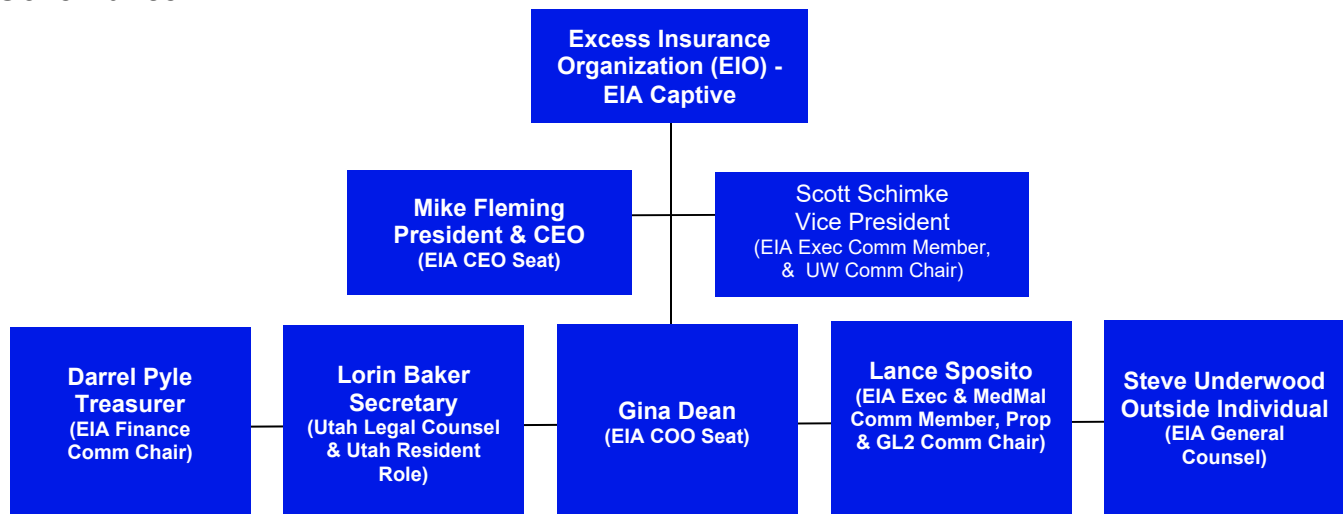 Excess Insurance
Organization (EIO) -
EIA Captive
Mike Fleming
President & CEO
(EIA CEO Seat)
Scott Schimke
Vice President
(EIA Exec Comm Member,
& UW Comm Chair)
Darrel Pyle
Treasurer
(EIA Finance
Comm Chair)
Lorin Baker
Secretary
(Utah Legal Counsel
& Utah Resident
Role)
Gina Dean
(EIA COO Seat)
Lance Sposito
(EIA Exec & MedMal
Comm Member, Prop
& GL2 Comm Chair)
Steve Underwood
Outside Individual
(EIA General
Counsel)